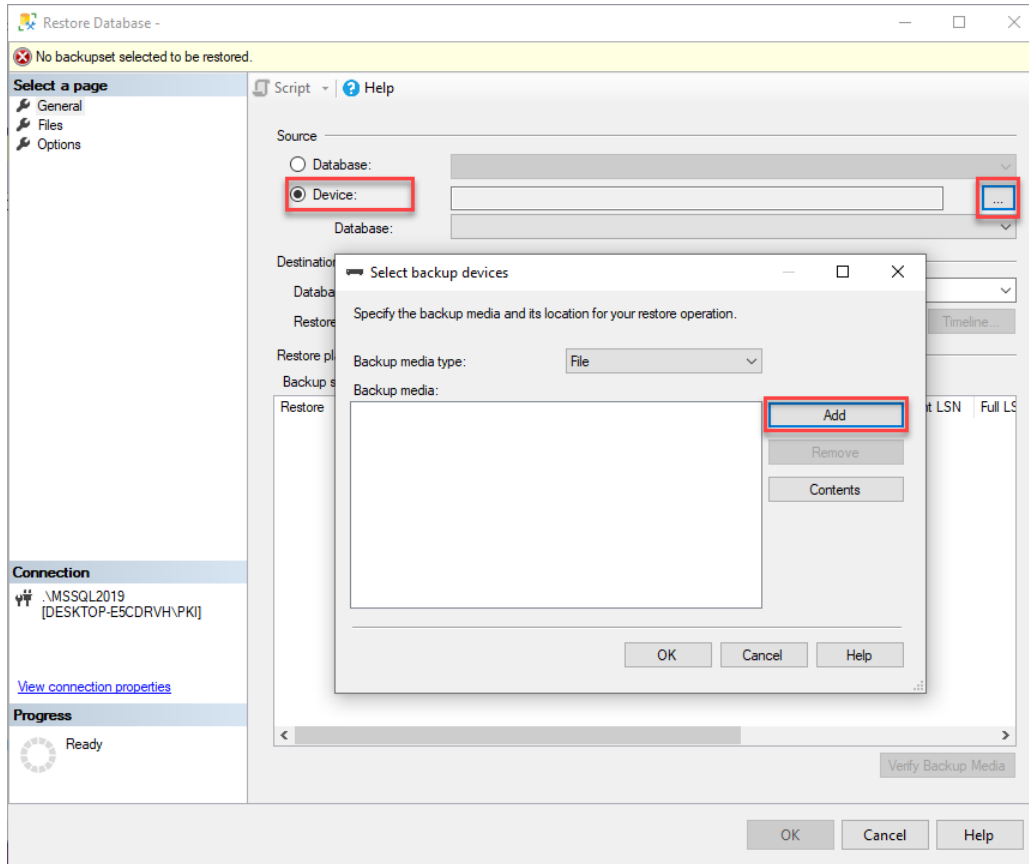 Restore Database -
No backupset selected to be restored.
Select a page
General
Files
Options
Script
Help
Source
Database:
Device:
...
Database:
Destination
Databa
Restore
Timeline...
Restore pl
Backup s
Restore
t LSN
Full LS
Select backup devices
Specify the backup media and its location for your restore operation.
Backup media type:
File
Backup media:
Add
Remove
Contents
OK
Cancel
Help
Connection
.\MSSQL2019
[DESKTOP-E5CDRVH\PKI]
View connection properties
Progress
Ready
Verify Backup Media
OK
Cancel
Help